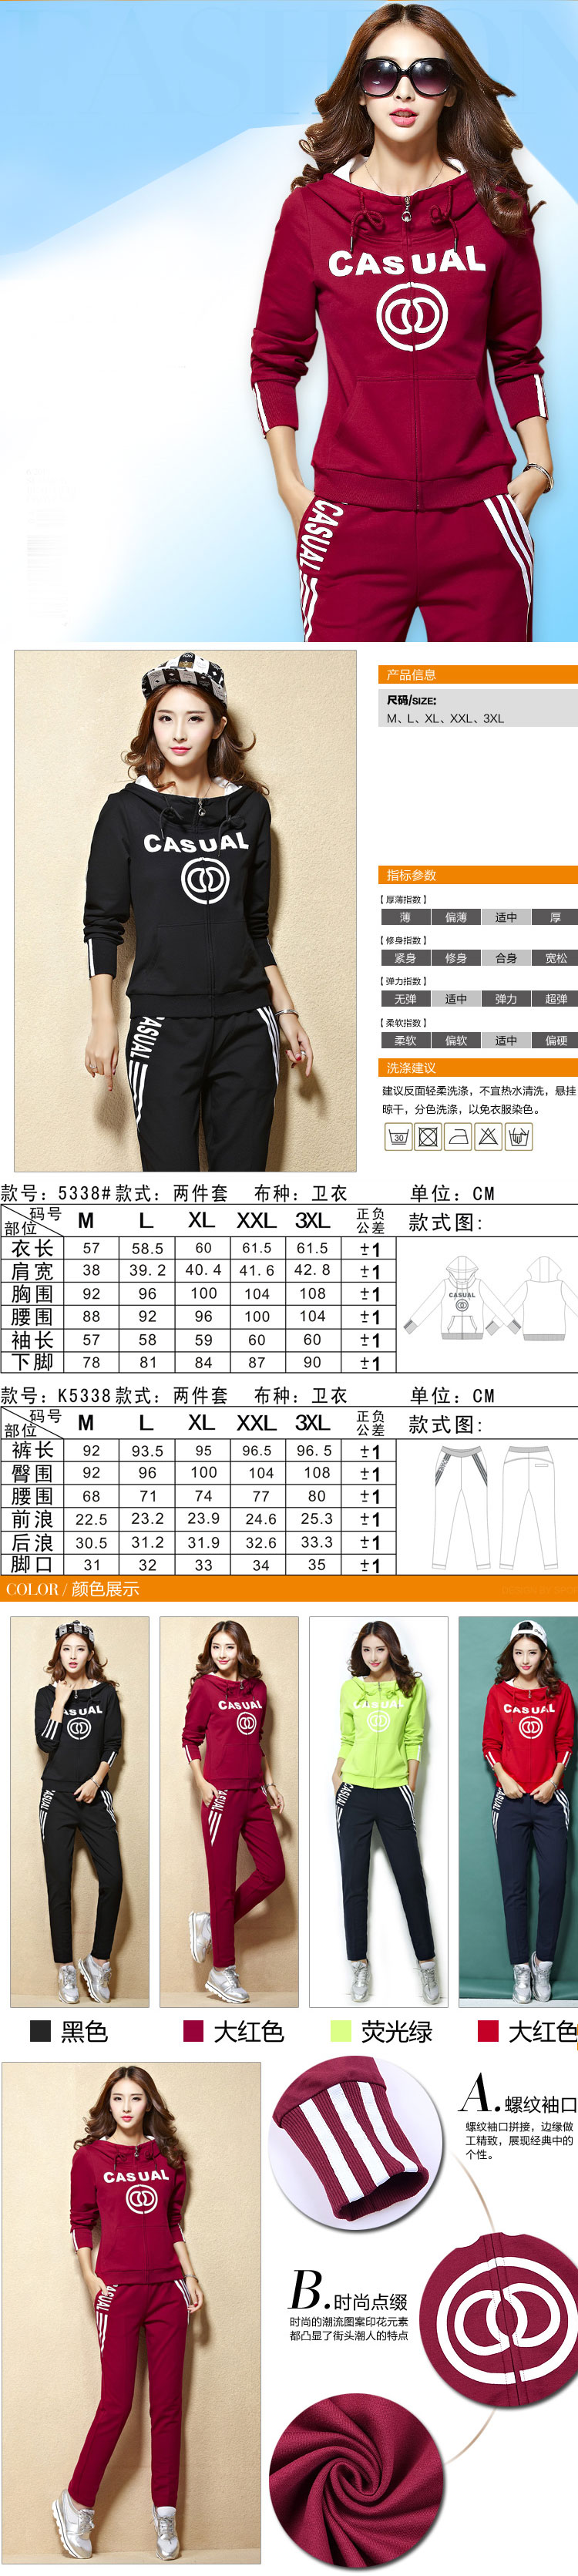 FASHION
CASUAL
CASUAL
产品信息
尺码/SIZE:
M、L、XL、XXL、3XL
CASUAL
CASUAL
指标参数
【厚薄指数】
薄 偏薄 适中 厚
【修身指数】
紧身 修身 合身 宽松
【弹力指数】
无弹 适中 弹力 超弹
【柔软指数】
柔软 偏软 适中 偏硬
洗涤建议
建议反面轻柔洗涤，不宜热水清洗，悬挂
晾干，分色洗涤，以免衣服染色。
30
款号：5338# 款式：两件套 布种：卫衣 单位：CM
部位 码号 M L XL XXL 3XL 正负公差 款式图：
衣长 57 58.5 60 61.5 61.5 ±1
肩宽 38 39.2 40.4 41.6 42.8 ±1
胸围 92 96 100 104 108 ±1
腰围 88 92 96 100 104 ±1
袖长 57 58 59 60 60 ±1
下脚 78 81 84 87 90 ±1
CASUAL
款号：K5338 款式：两件套 布种：卫衣 单位：CM
部位 码号 M L XL XXL 3XL 正负公差 款式图：
裤长 92 93.5 95 96.5 96.5 ±1
臀围 92 96 100 104 108 ±1
腰围 68 71 74 77 80 ±1
前浪 22.5 23.2 23.9 24.6 25.3 ±1
后浪 30.5 31.2 31.9 32.6 33.3 ±1
脚口 31 32 33 34 35 ±1
COLOR / 颜色展示
CASUAL CASUAL CASUAL CASUAL
CASUAL CASUAL CASUAL CASUAL
黑色 大红色 荧光绿 大红色
A. 螺纹袖口
螺纹袖口拼接，边缘做
工精致，展现经典中的
个性。
CASUAL
CASUAL
B. 时尚点缀
时尚的潮流图案印花元素
都凸显了街头潮人的特点